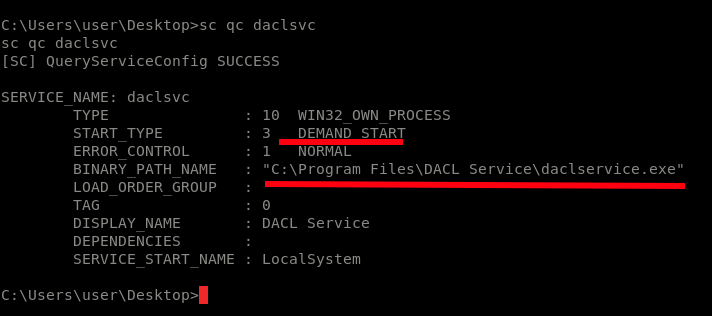 C:\Users\user\Desktop>sc qc daclsvc
sc qc daclsvc
[SC] QueryServiceConfig SUCCESS
SERVICE_NAME: daclsvc
TYPE : 10 WIN32_OWN_PROCESS
START_TYPE : 3 DEMAND_START
ERROR_CONTROL : 1 NORMAL
BINARY_PATH_NAME : "C:\Program Files\DACL Service\daclservice.exe"
LOAD_ORDER_GROUP :
TAG : 0
DISPLAY_NAME : DACL Service
DEPENDENCIES :
SERVICE_START_NAME : LocalSystem
C:\Users\user\Desktop>